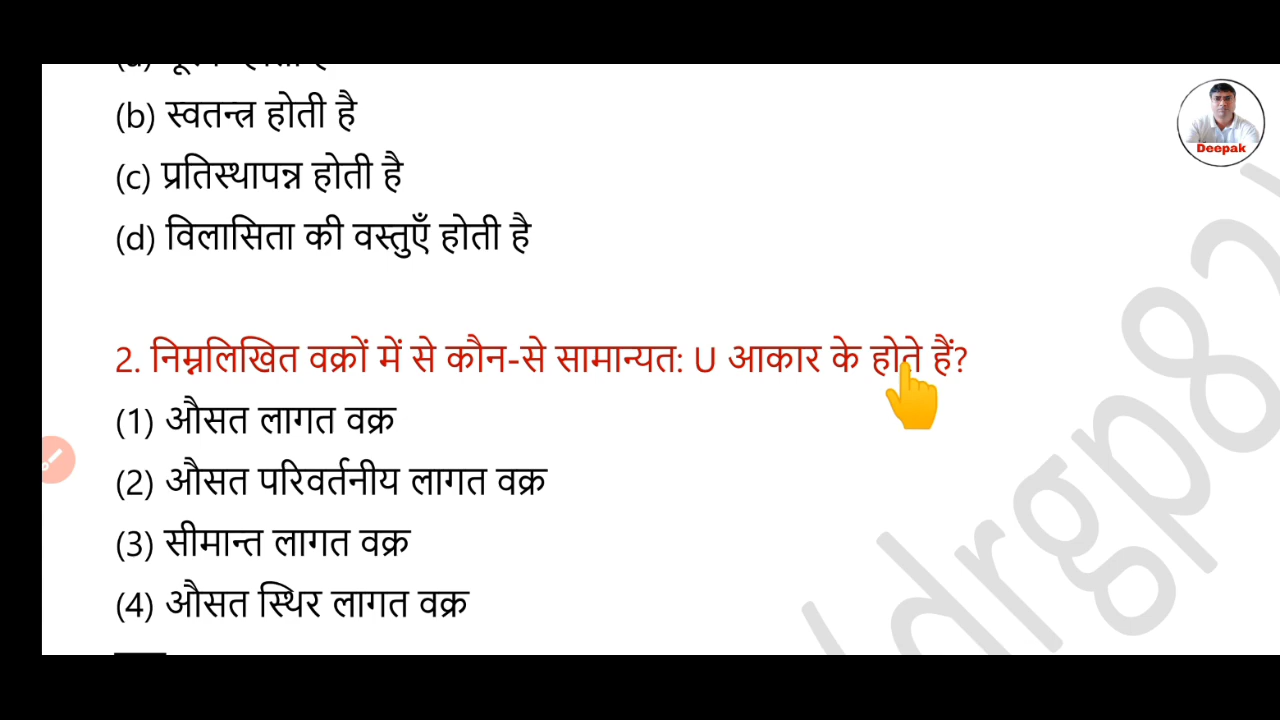 (b) स्वतन्त्र होती है
(c) प्रतिस्थापन्न होती है
(d) विलासिता की वस्तुएँ होती है
2. निम्नलिखित वक्रों में से कौन-से सामान्यत: U आकार के होते हैं?
(1) औसत लागत वक्र
(2) औसत परिवर्तनीय लागत वक्र
(3) सीमान्त लागत वक्र
(4) औसत स्थिर लागत वक्र
Deepak